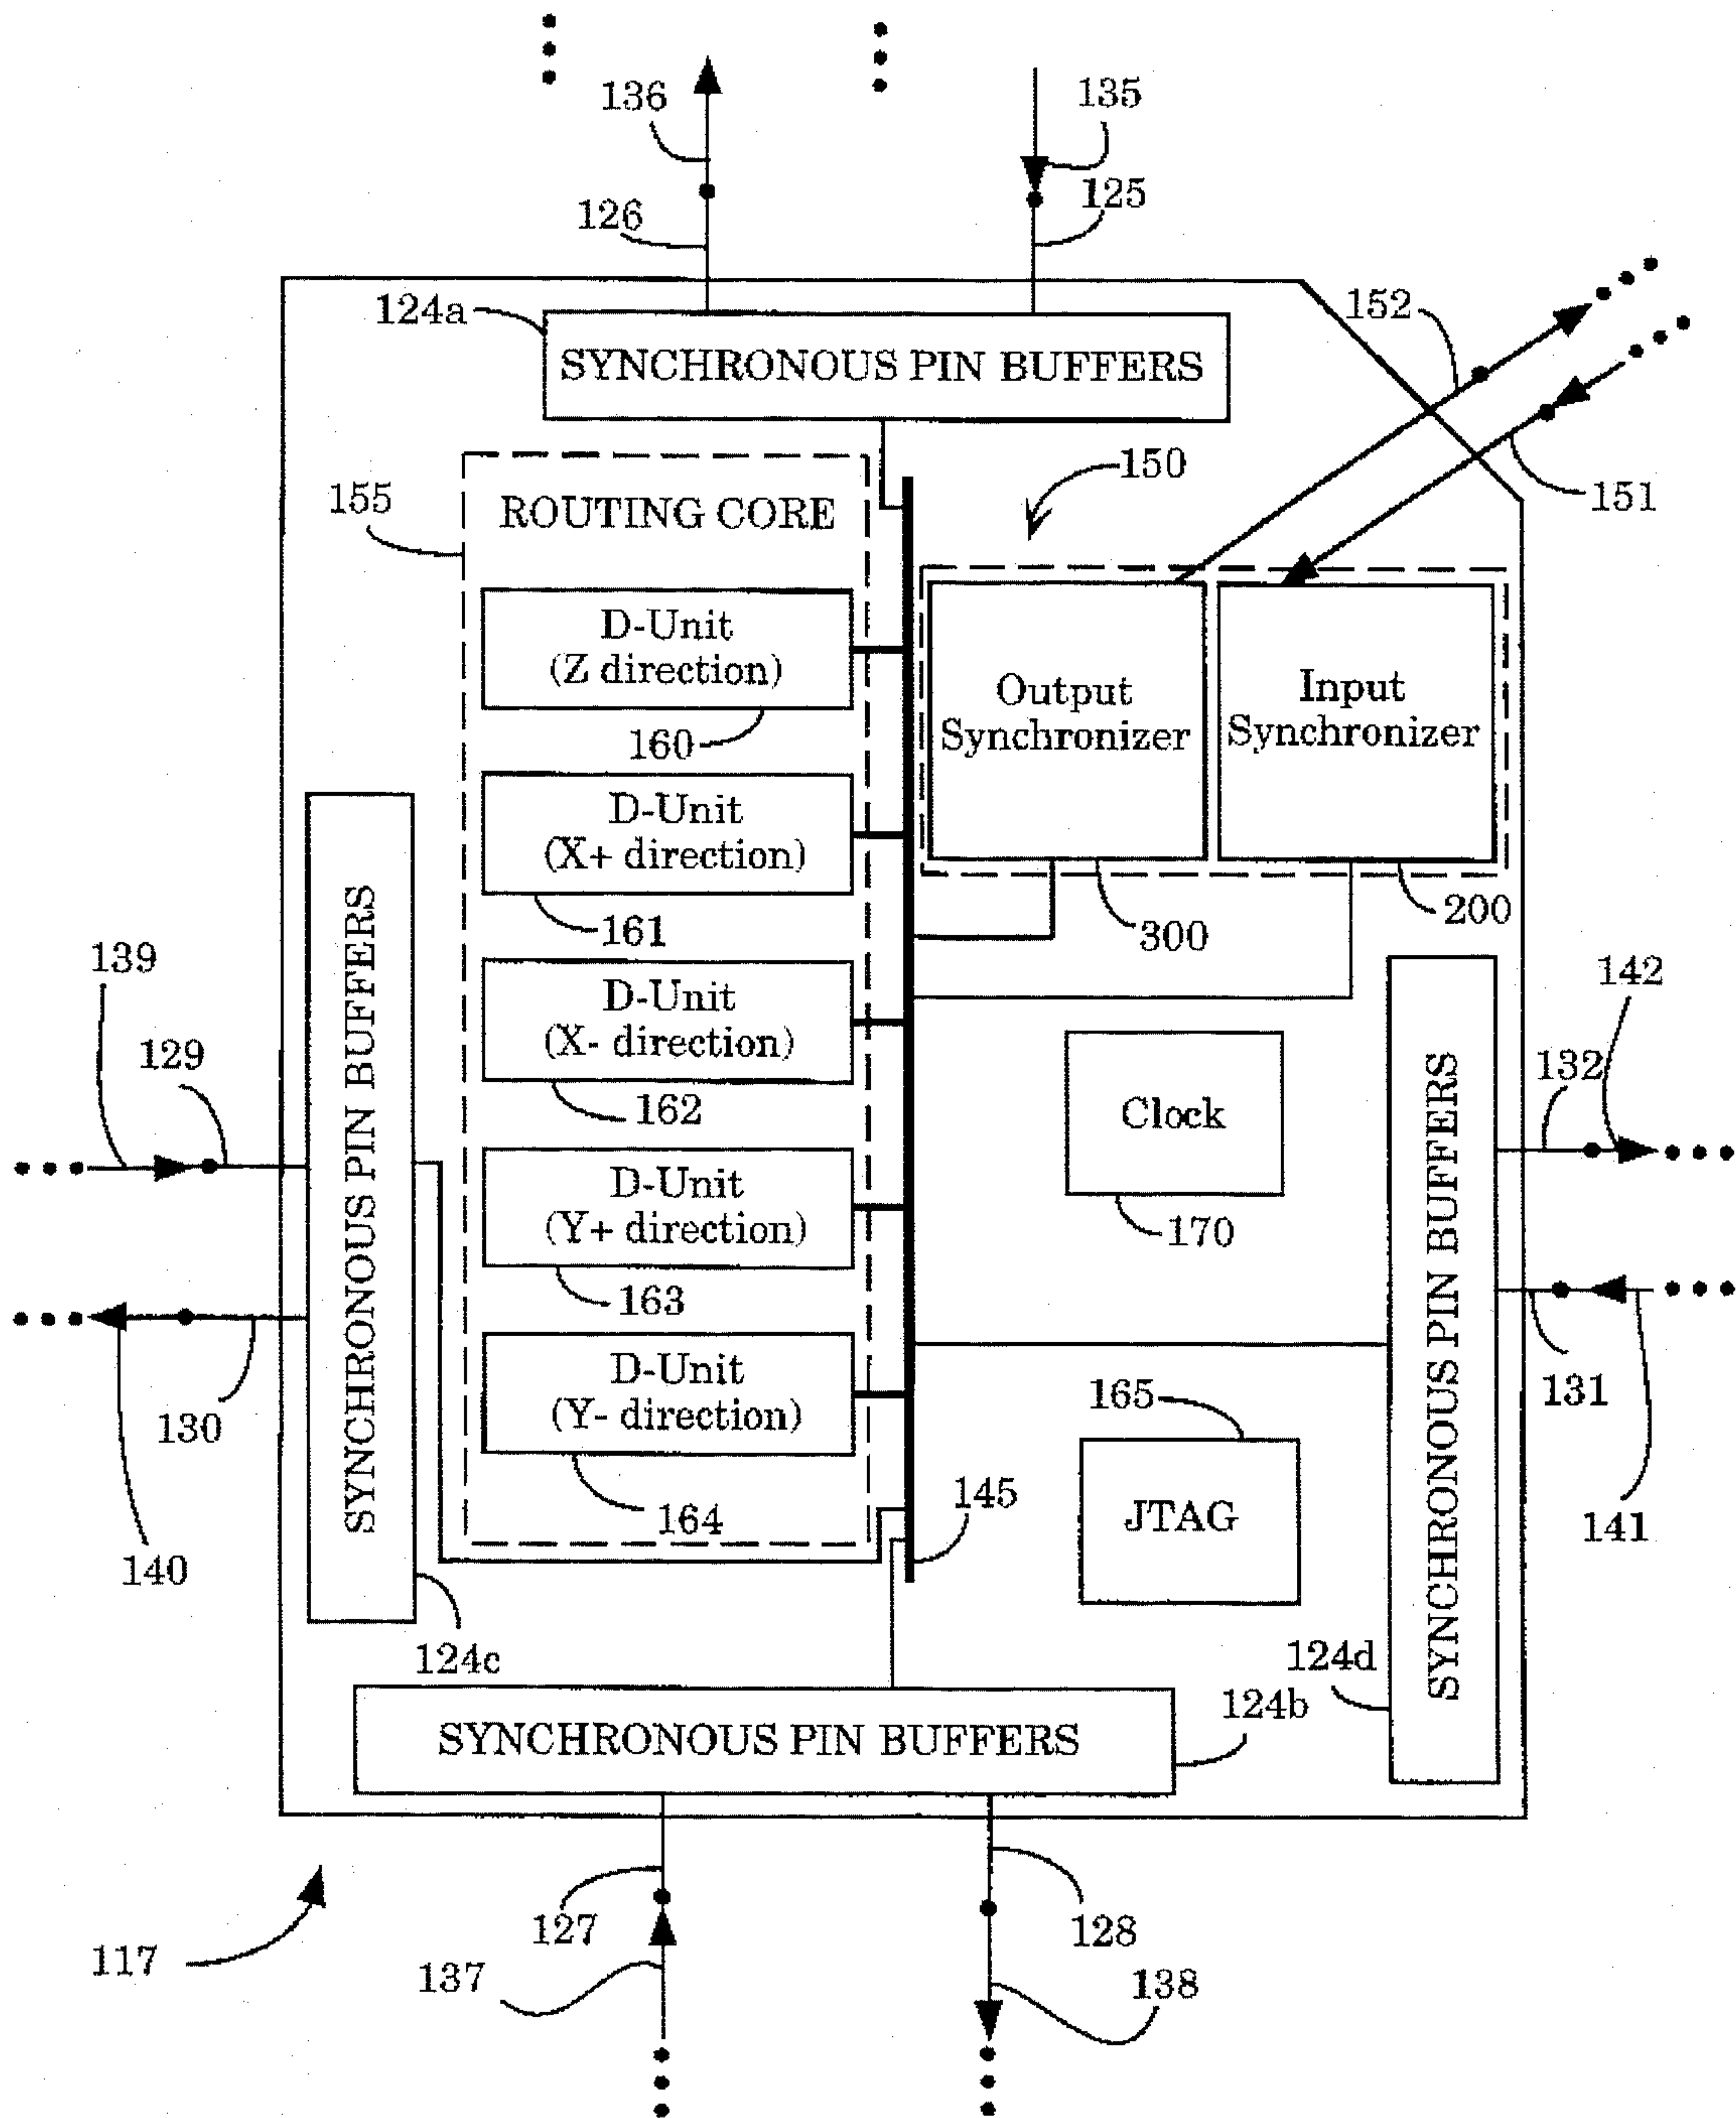 136
135
126
125
124a
152
SYNCHRONOUS PIN BUFFERS
150
155
ROUTING CORE
151
D-Unit
(Z direction)
160
Output
Synchronizer
Input
Synchronizer
D-Unit
(X+ direction)
161
300
200
139
129
SYNCHRONOUS PIN BUFFERS
D-Unit
(X- direction)
162
Clock
170
142
132
SYNCHRONOUS PIN BUFFERS
D-Unit
(Y+ direction)
163
130
140
D-Unit
(Y- direction)
164
165
JTAG
145
131
141
124c
124d
124b
SYNCHRONOUS PIN BUFFERS
127
128
117
137
138